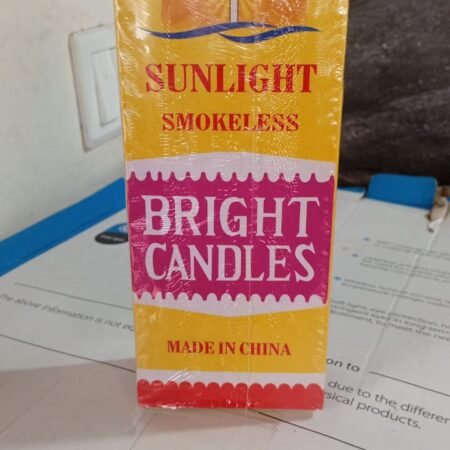 SUNLIGHT
SMOKELESS
BRIGHT
CANDLES
MADE IN CHINA
The above information is not
on to
due to the differen
sical products.